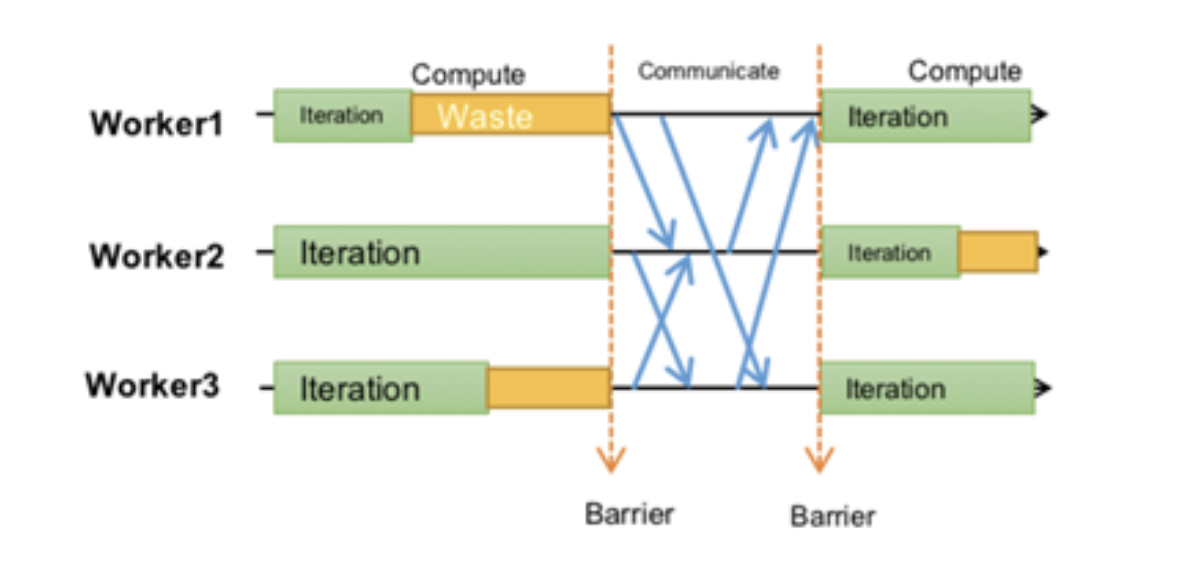 Compute Communicate Compute
Worker1 Iteration Waste Iteration
Worker2 Iteration Iteration
Worker3 Iteration Iteration
Barrier Barrier